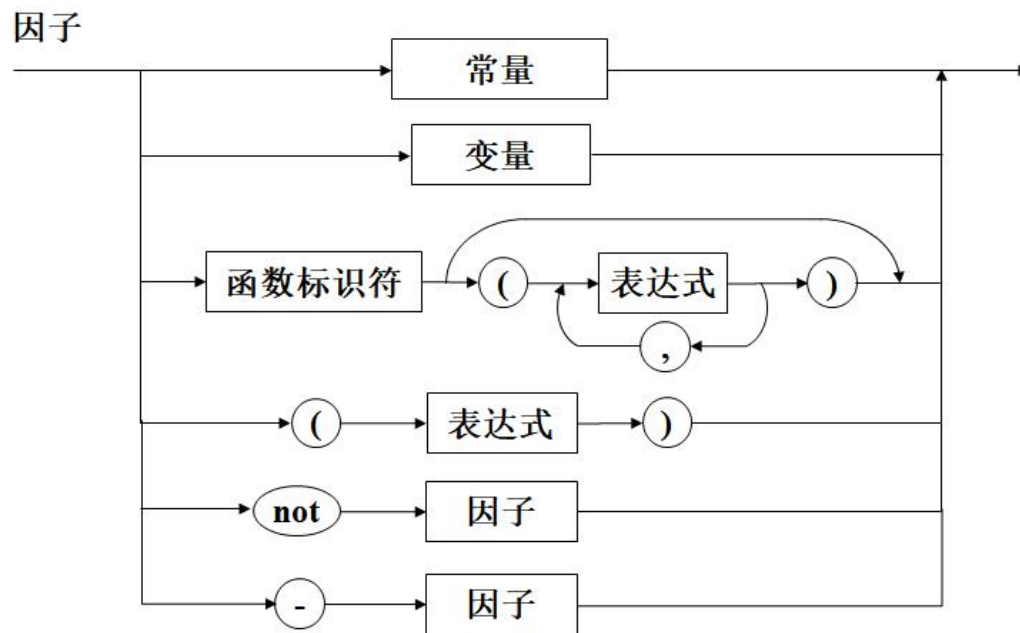 因子
常量
变量
函数标识符 ( 表达式 )
,
( 表达式 )
not 因子
- 因子